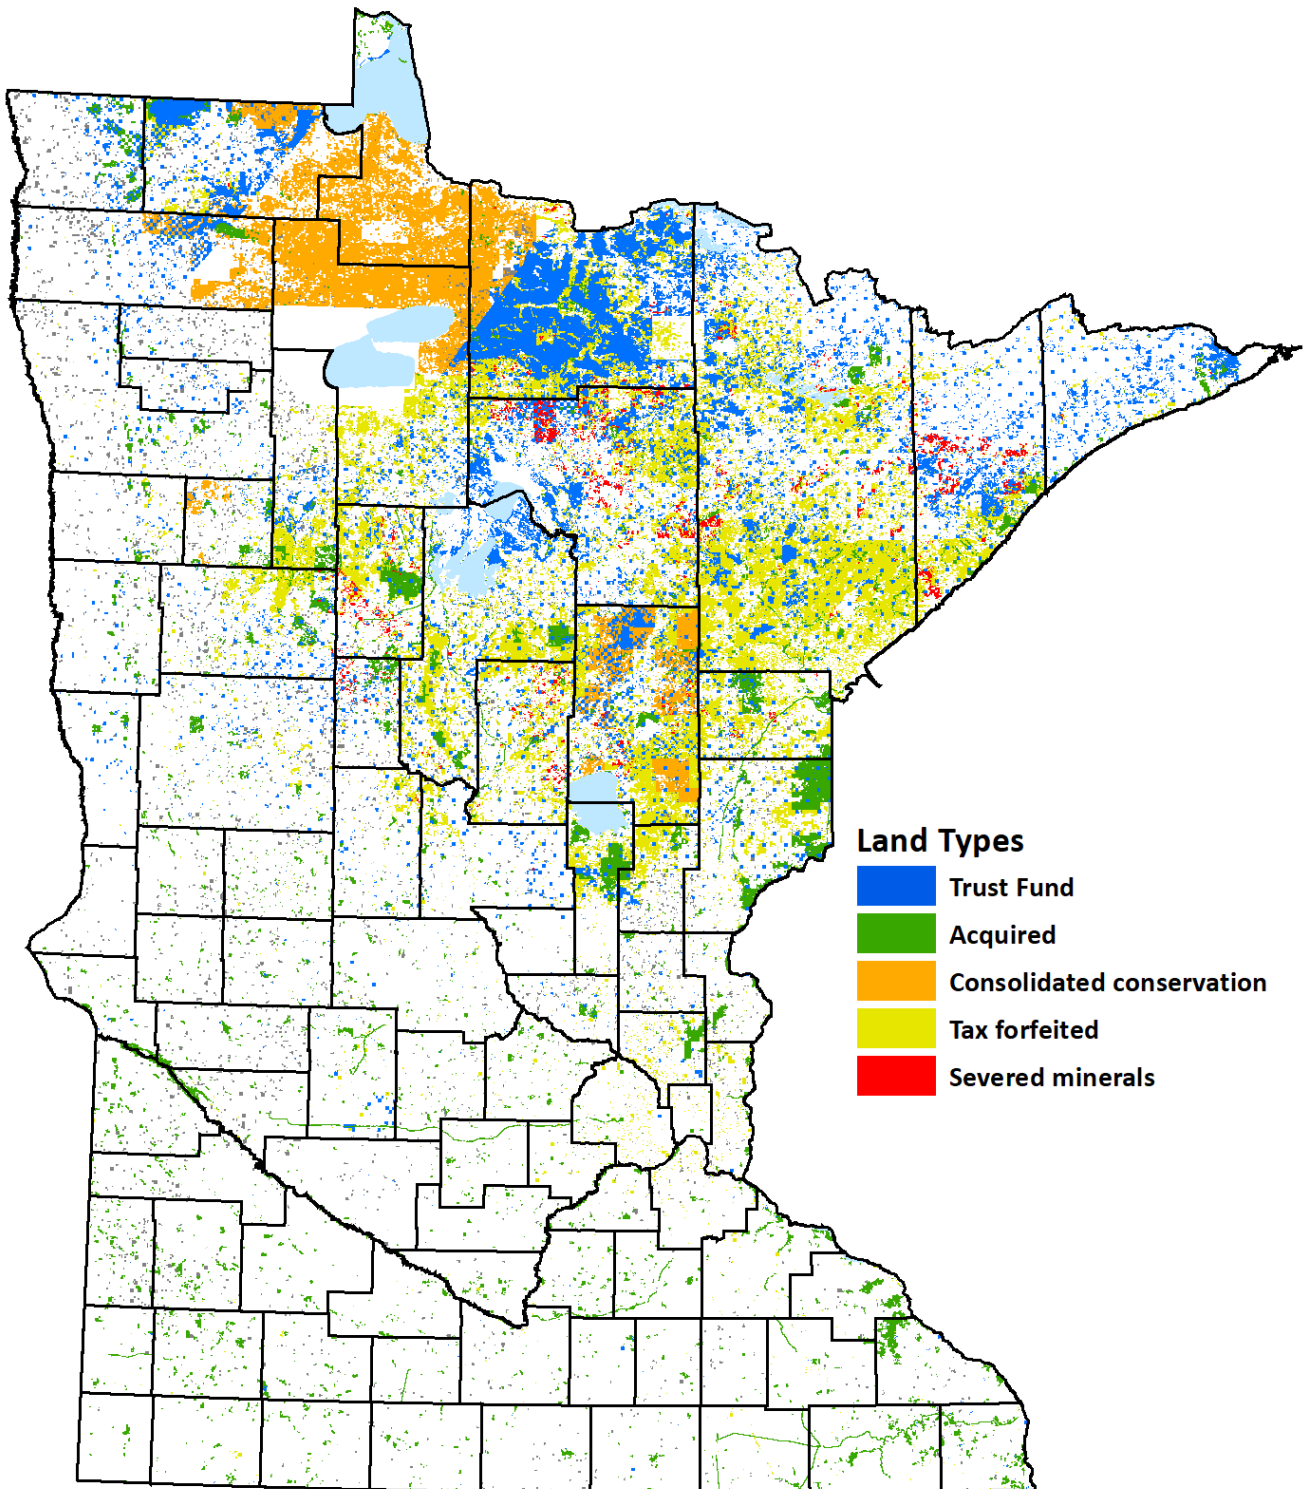 Land Types
Trust Fund
Acquired
Consolidated conservation
Tax forfeited
Severed minerals